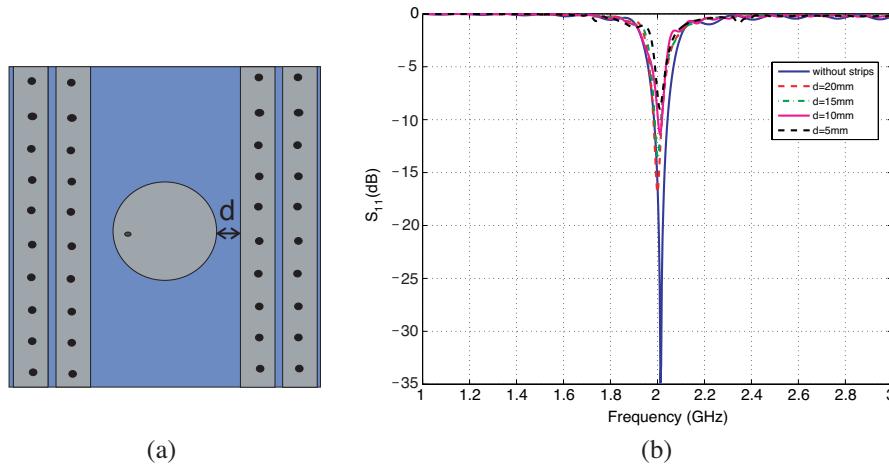 d
(a)
0
−5
−10
−15
−20
−25
−30
−35
S11(dB)
1
1.2
1.4
1.6
1.8
2
2.2
2.4
2.6
2.8
3
Frequency (GHz)
without strips
d=20mm
d=15mm
d=10mm
d=5mm
(b)